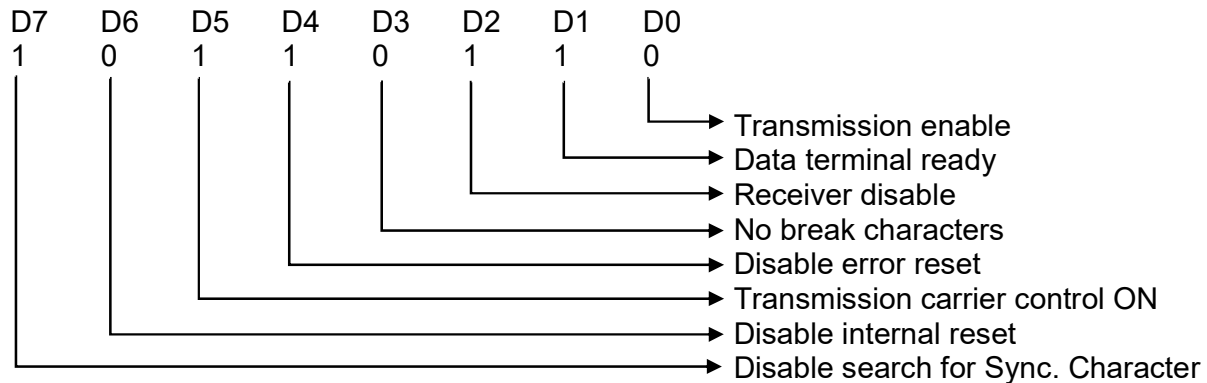 D7 D6 D5 D4 D3 D2 D1 D0
1 0 1 1 0 1 1 0
Transmission enable
Data terminal ready
Receiver disable
No break characters
Disable error reset
Transmission carrier control ON
Disable internal reset
Disable search for Sync. Character